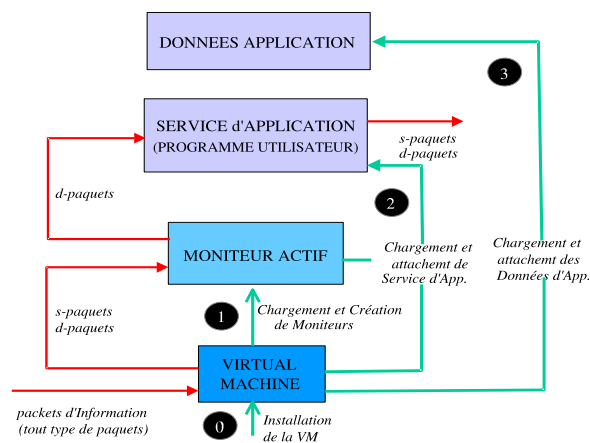 DONNEES APPLICATION
3
SERVICE d'APPLICATION
(PROGRAMME UTILISATEUR)
s-paquets
d-paquets
d-paquets
2
MONITEUR ACTIF
Chargement et
attachemt de
Service d'App.
Chargement et
attachemt des
Données d'App.
s-paquets
d-paquets
1
Chargement et Création
de Moniteurs
VIRTUAL
MACHINE
packets d'Information
(tout type de paquets)
0
Installation
de la VM